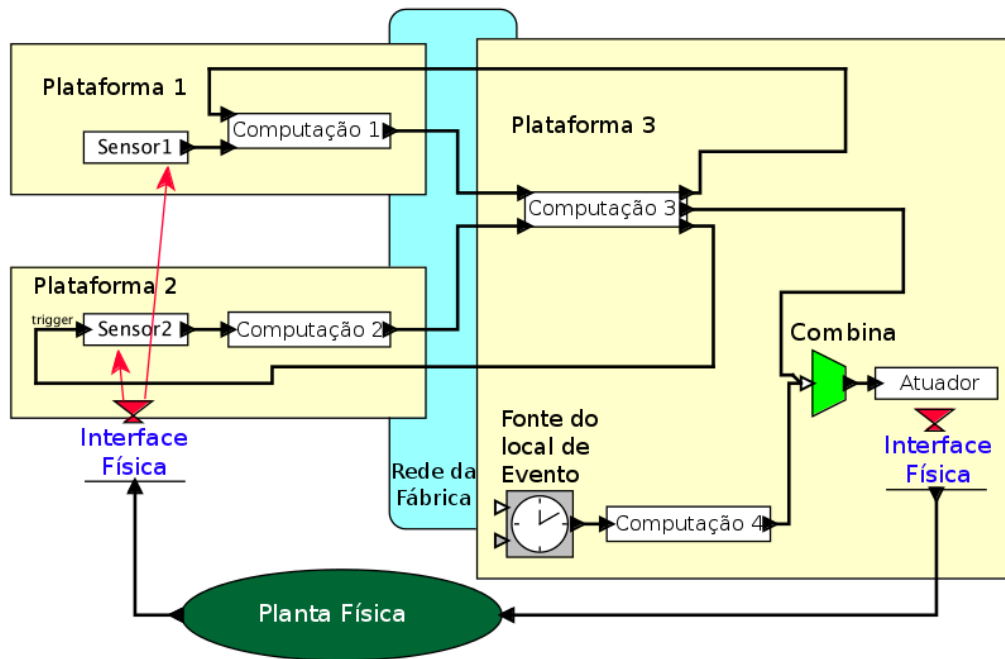 Plataforma 1
Computação 1
Sensor1
Plataforma 3
Computação 3
Plataforma 2
trigger
Sensor2
Computação 2
Combina
Atuador
Interface
Física
Rede da
Fábrica
Fonte do
local de
Evento
Computação 4
Interface
Física
Planta Física